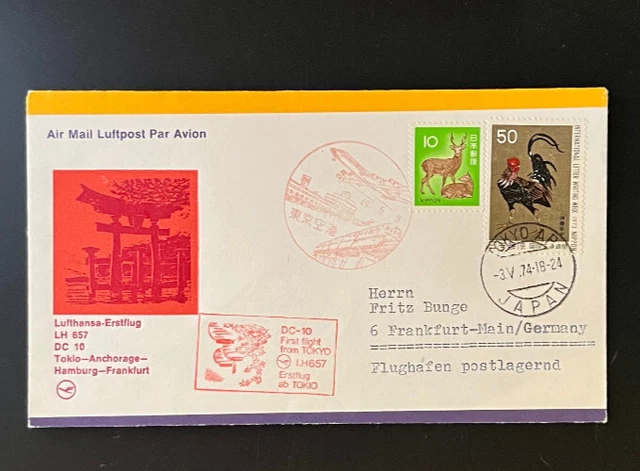 Air Mail Luftpost Par Avion
Lufthansa-Erstflug
LH 657
DC 10
Tokio–Anchorage–
Hamburg–Frankfurt
東京空港
DC-10
First flight
from TOKYO
LH657
Erstflug
ab TOKIO
10
日本郵便
NIPPON
50
INTERNATIONAL LETTER WRITING WEEK 1973 NIPPON
TOKYO AP
-3.V.74-18-24
JAPAN
Herrn
Fritz Bunge
6 Frankfurt-Main/Germany
Flughafen postlagernd